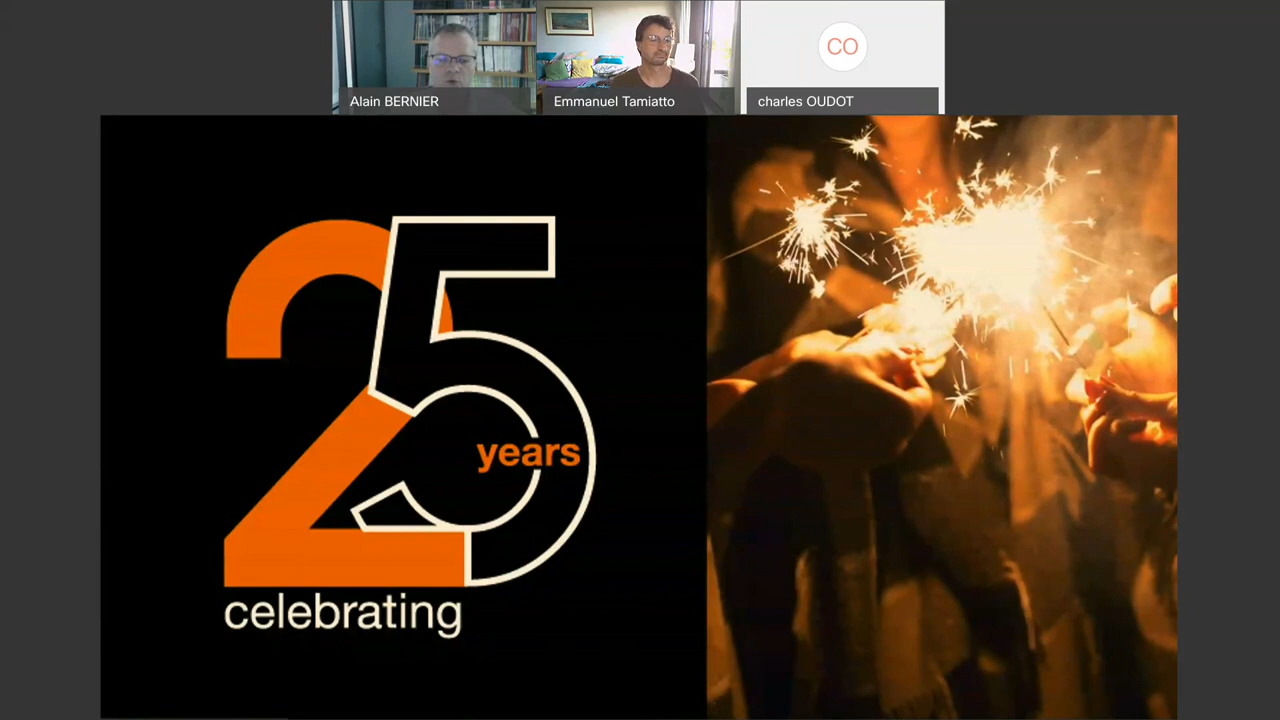 CO
Alain BERNIER
Emmanuel Tamiatto
charles OUDOT
25
years
celebrating